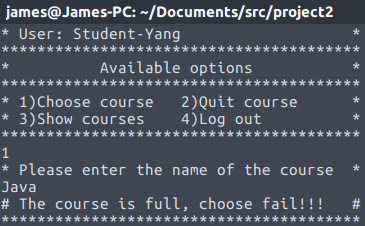 james@James-PC: ~/Documents/src/project2
* User: Student-Yang                  *
***************************************
*          Available options          *
***************************************
* 1)Choose course   2)Quit course     *
* 3)Show courses    4)Log out         *
***************************************
1
* Please enter the name of the course *
Java
# The course is full, choose fail!!!  #
***************************************